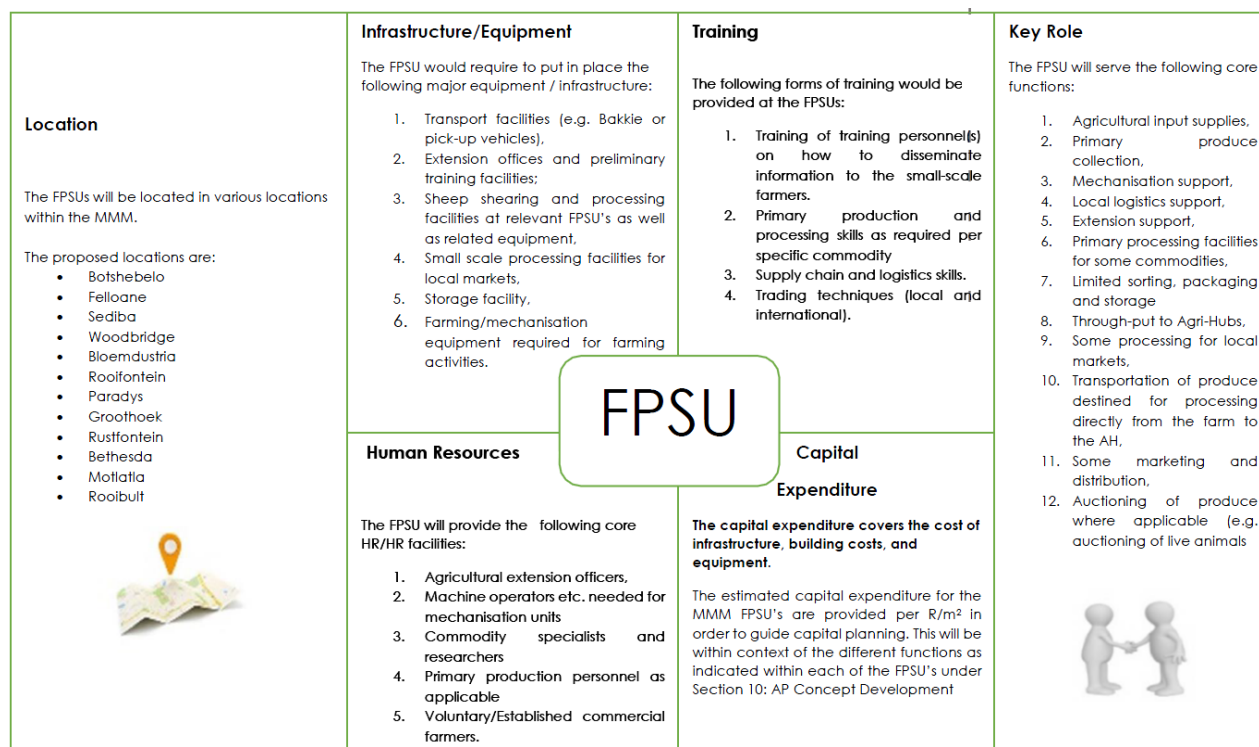 Location
The FPSUs will be located in various locations
within the MMM.
The proposed locations are:
• Botshebelo
• Felloane
• Sediba
• Woodbridge
• Bloemdustria
• Rooifontein
• Paradys
• Groothoek
• Rustfontein
• Bethesda
• Motlatla
• Rooibult
Infrastructure/Equipment
The FPSU would require to put in place the
following major equipment / infrastructure:
1. Transport facilities (e.g. Bakkie or
pick-up vehicles),
2. Extension offices and preliminary
training facilities;
3. Sheep shearing and processing
facilities at relevant FPSU's as well
as related equipment,
4. Small scale processing facilities for
local markets,
5. Storage facility,
6. Farming/mechanisation
equipment required for farming
activities.
Training
The following forms of training would be
provided at the FPSUs:
1. Training of training personnel(s)
on how to disseminate
information to the small-scale
farmers.
2. Primary production and
processing skills as required per
specific commodity
3. Supply chain and logistics skills.
4. Trading techniques (local and
international).
FPSU
Human Resources
The FPSU will provide the following core
HR/HR facilities:
1. Agricultural extension officers,
2. Machine operators etc. needed for
mechanisation units
3. Commodity specialists and
researchers
4. Primary production personnel as
applicable
5. Voluntary/Established commercial
farmers.
Capital
Expenditure
The capital expenditure covers the cost of
infrastructure, building costs, and
equipment.
The estimated capital expenditure for the
MMM FPSU's are provided per R/m² in
order to guide capital planning. This will be
within context of the different functions as
indicated within each of the FPSU's under
Section 10: AP Concept Development
Key Role
The FPSU will serve the following core
functions:
1. Agricultural input supplies,
2. Primary produce
collection,
3. Mechanisation support,
4. Local logistics support,
5. Extension support,
6. Primary processing facilities
for some commodities,
7. Limited sorting, packaging
and storage
8. Through-put to Agri-Hubs,
9. Some processing for local
markets,
10. Transportation of produce
destined for processing
directly from the farm to
the AH,
11. Some marketing and
distribution,
12. Auctioning of produce
where applicable (e.g.
auctioning of live animals